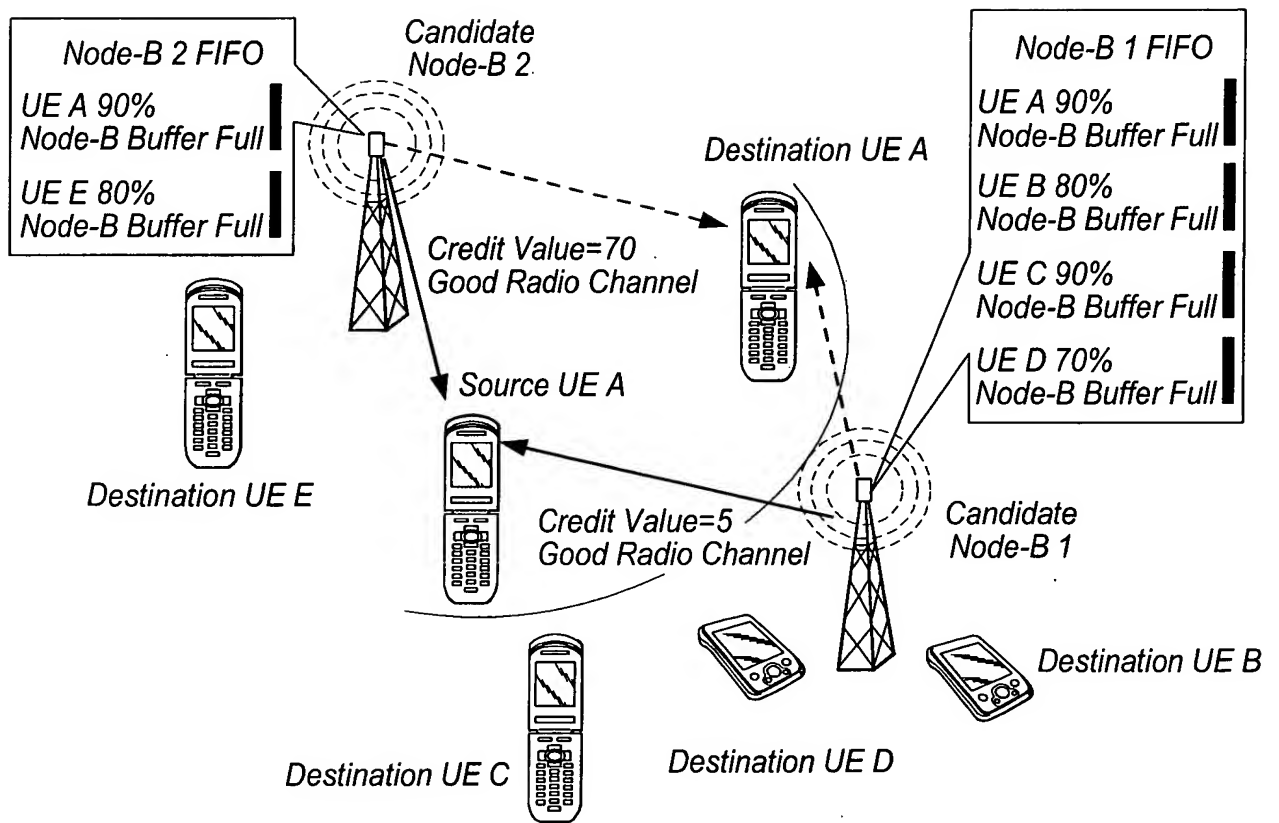 Node-B 2 FIFO
UE A 90%
Node-B Buffer Full
UE E 80%
Node-B Buffer Full
Candidate
Node-B 2
Node-B 1 FIFO
UE A 90%
Node-B Buffer Full
UE B 80%
Node-B Buffer Full
UE C 90%
Node-B Buffer Full
UE D 70%
Node-B Buffer Full
Destination UE A
Credit Value=70
Good Radio Channel
Source UE A
Destination UE E
Credit Value=5
Good Radio Channel
Candidate
Node-B 1
Destination UE B
Destination UE D
Destination UE C